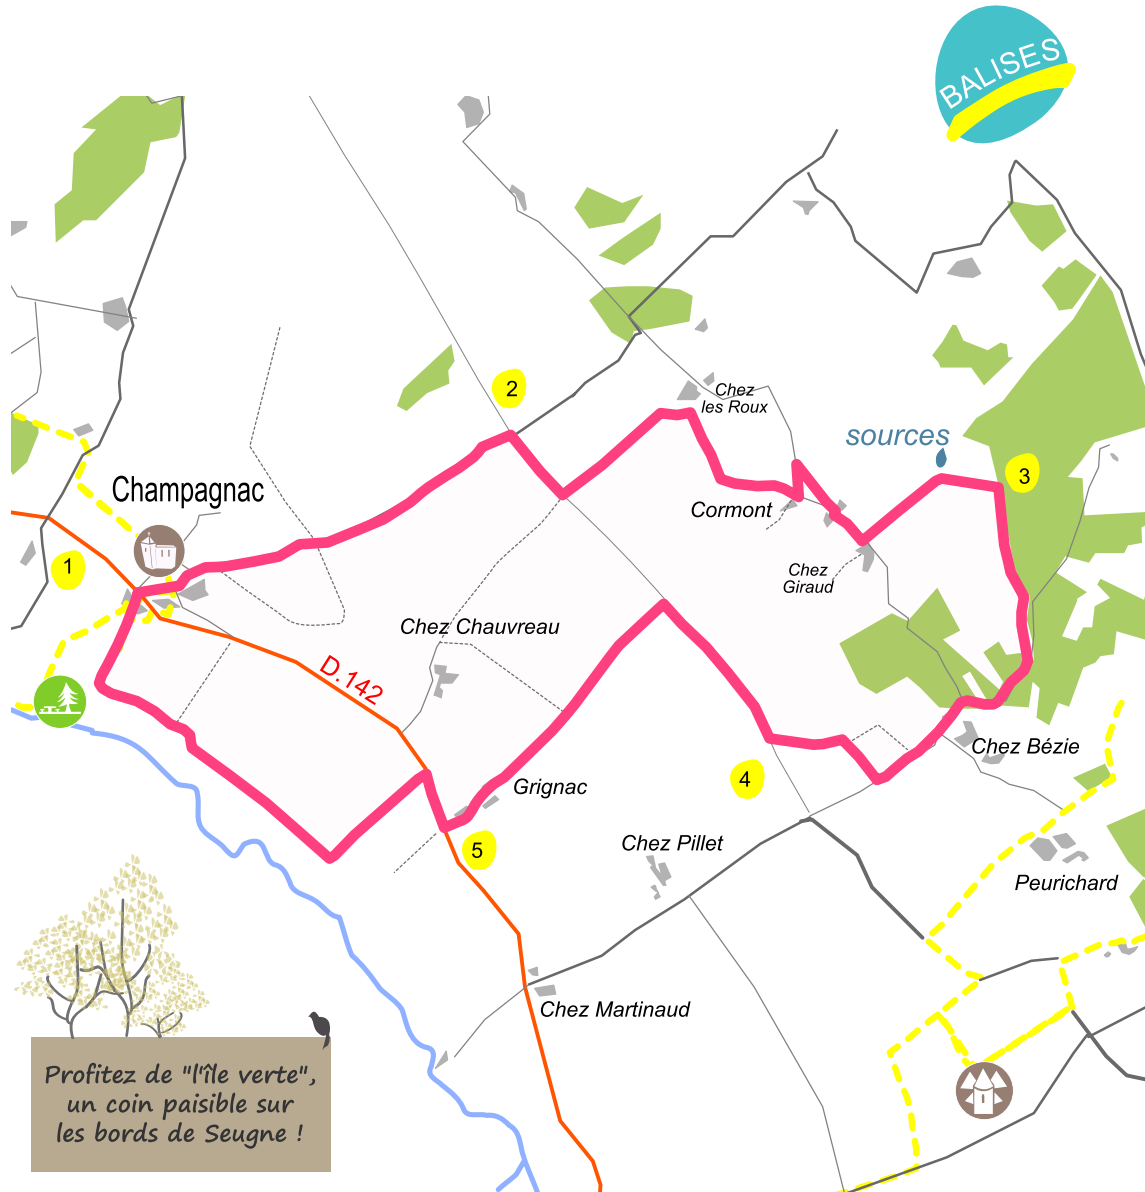 BALISES
2
Chez
les Roux
sources
3
Champagnac
Cormont
1
Chez
Giraud
Chez Chauvreau
D.142
Chez Bézie
4
Grignac
5
Chez Pillet
Peurichard
Chez Martinaud
Profitez de "l'île verte",
un coin paisible sur
les bords de Seugne !